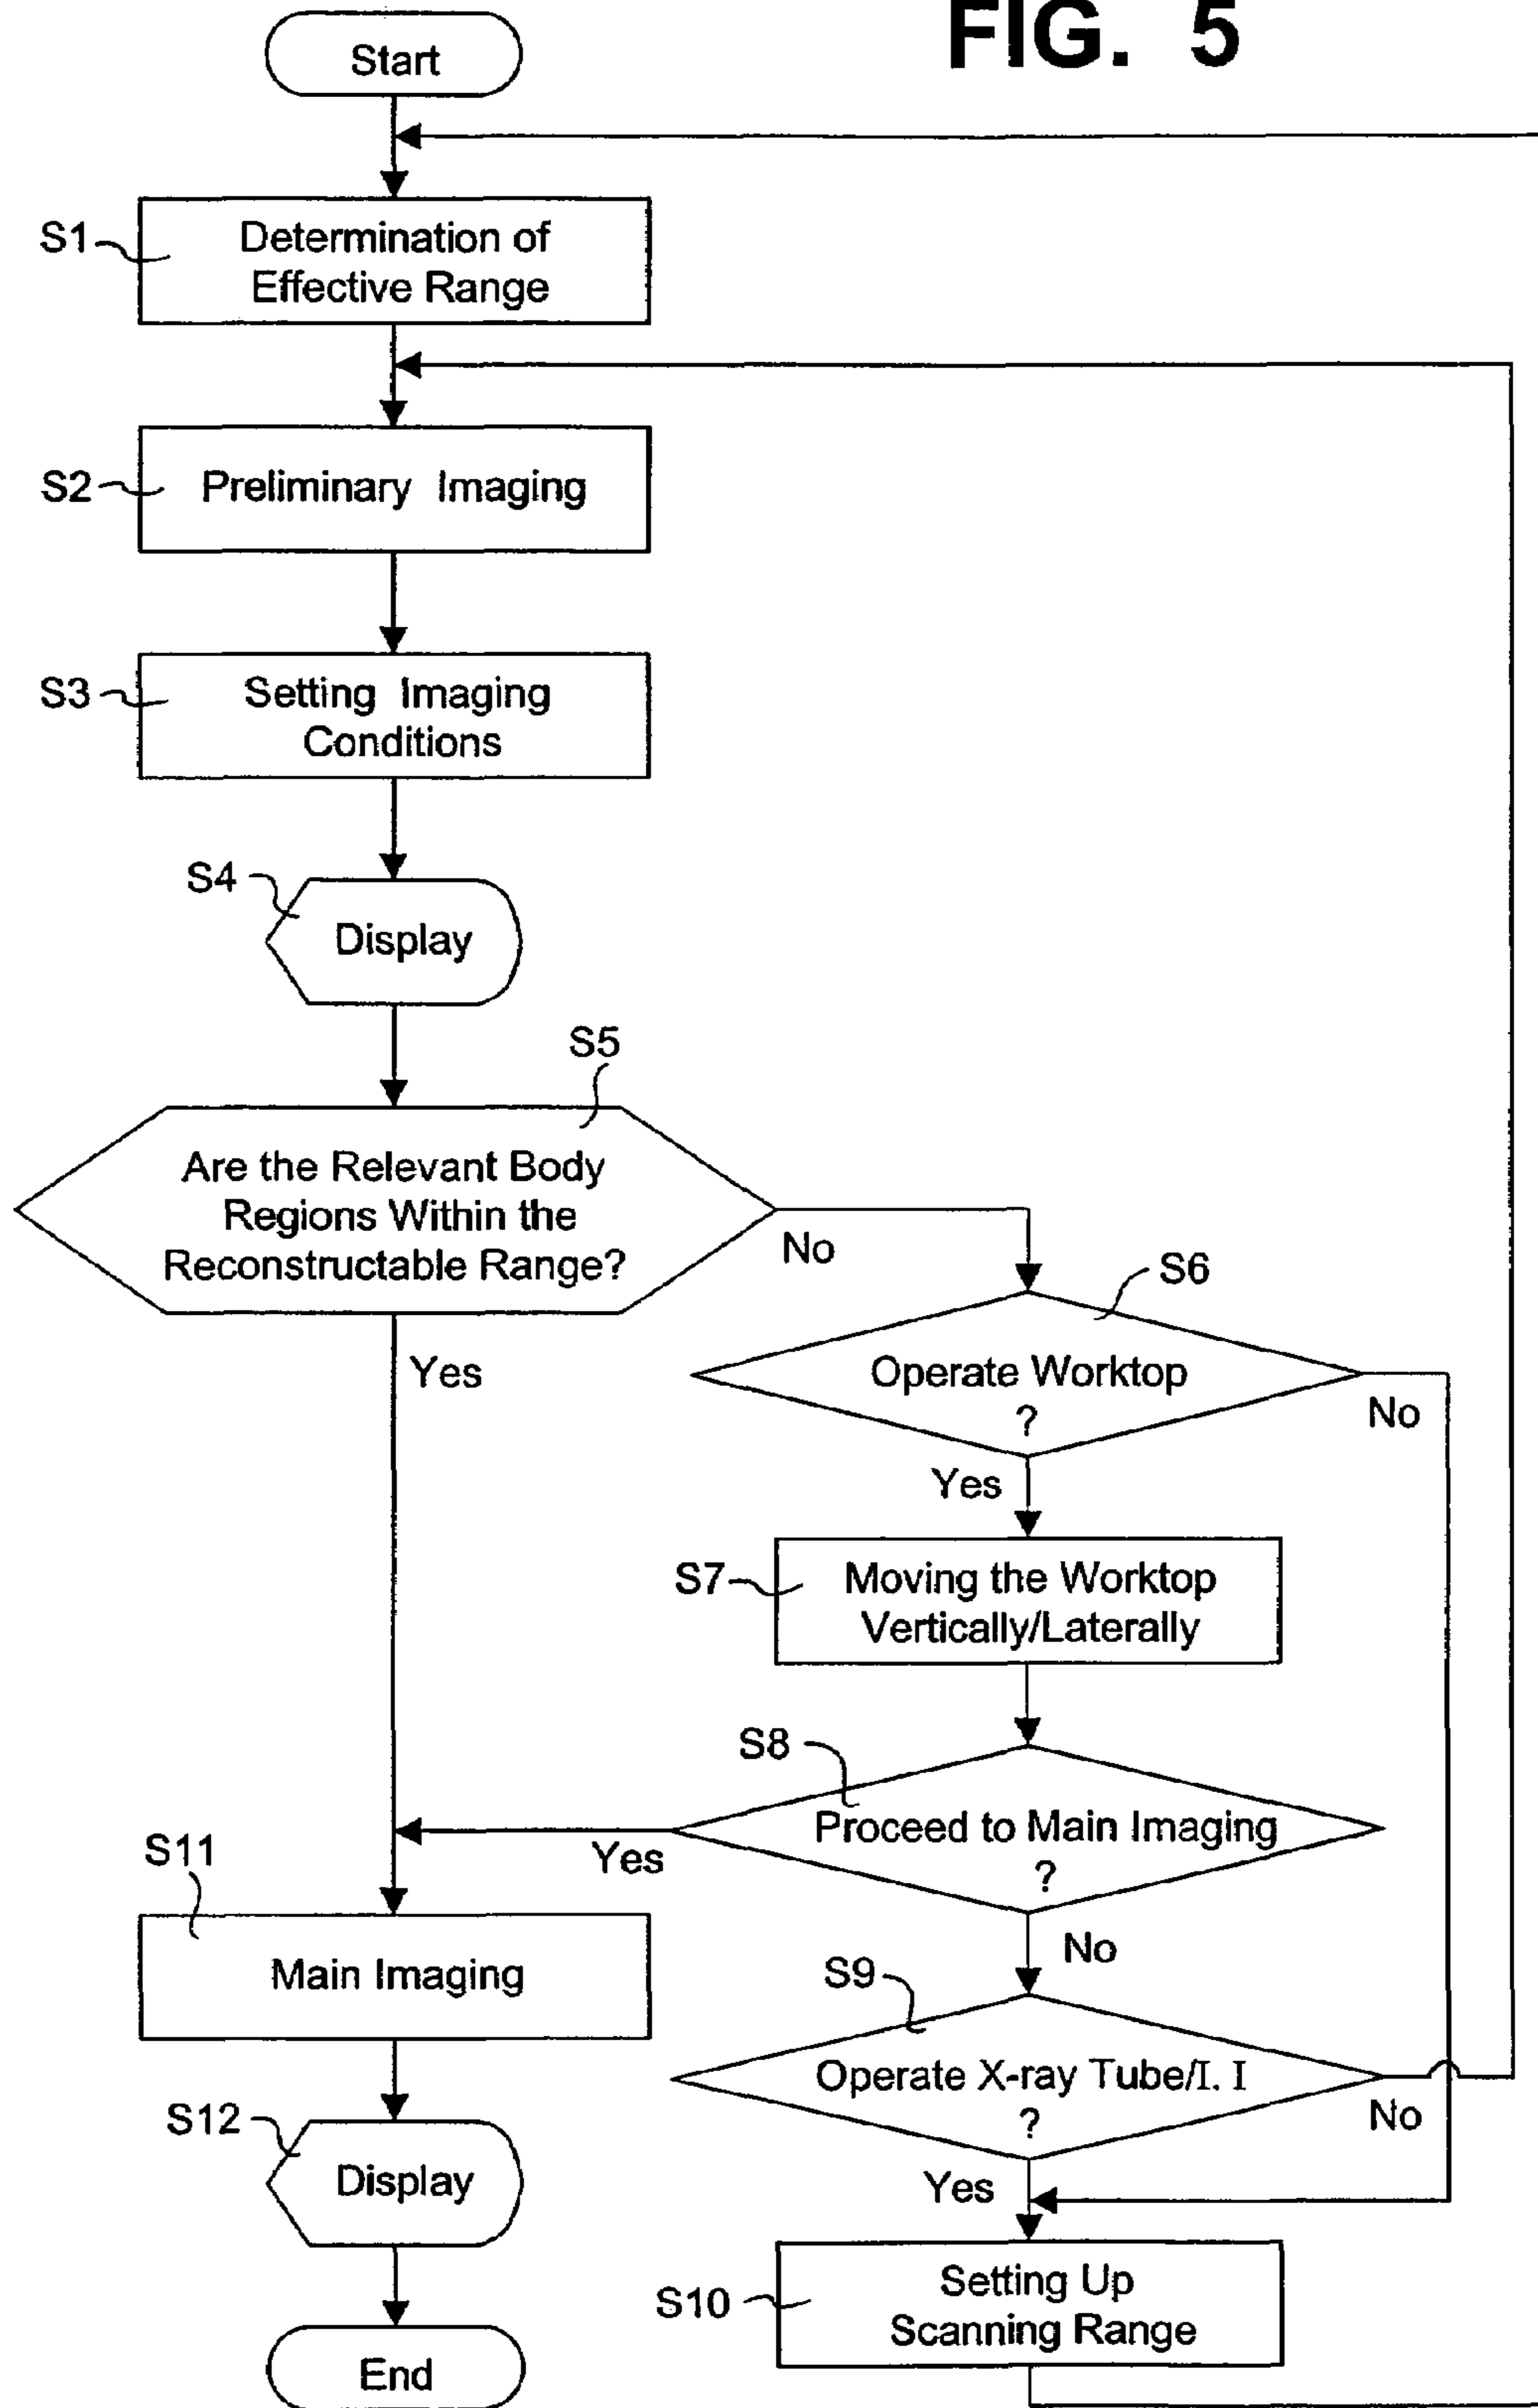 FIG. 5
Start
S1
Determination of
Effective Range
S2
Preliminary Imaging
S3
Setting Imaging
Conditions
S4
Display
S5
Are the Relevant Body
Regions Within the
Reconstructable Range?
No
Yes
S6
Operate Worktop
?
No
Yes
S7
Moving the Worktop
Vertically/Laterally
S8
Proceed to Main Imaging
?
Yes
No
S11
Main Imaging
S9
Operate X-ray Tube/I. I
?
No
Yes
S12
Display
S10
Setting Up
Scanning Range
End